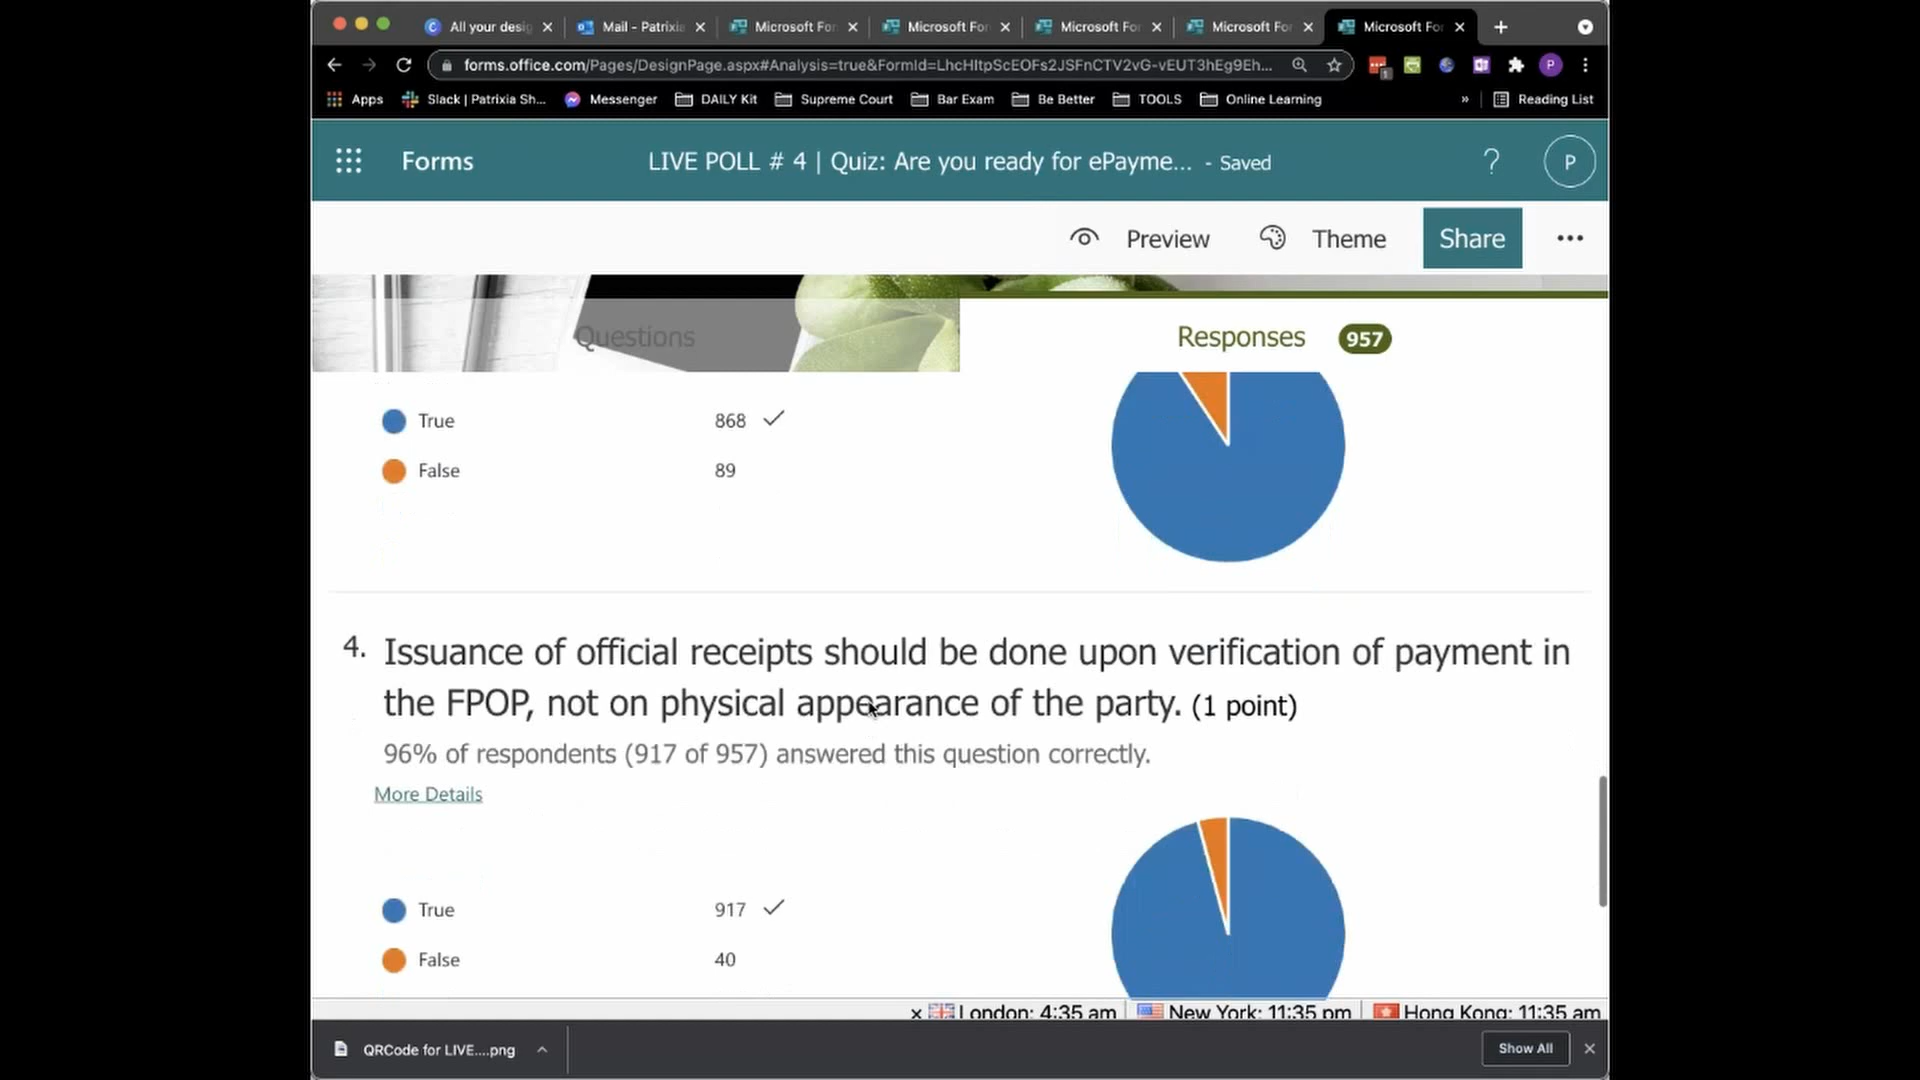 All your desig
Mail - Patrixia
Microsoft For
Microsoft For
Microsoft For
Microsoft For
Microsoft For
forms.office.com/Pages/DesignPage.aspx#Analysis=true&FormId=LhcHItpScEOFs2JSFnCTV2vG-vEUT3hEg9Eh...
1
P
Apps
Slack | Patrixia Sh...
Messenger
DAILY Kit
Supreme Court
Bar Exam
Be Better
TOOLS
Online Learning
»
Reading List
Forms
LIVE POLL # 4 | Quiz: Are you ready for ePayme... - Saved
?
P
Preview
Theme
Share
Questions
Responses
957
True 868
False 89
4. Issuance of official receipts should be done upon verification of payment in
the FPOP, not on physical appearance of the party. (1 point)
96% of respondents (917 of 957) answered this question correctly.
More Details
True 917
False 40
London: 4:35 am
New York: 11:35 pm
Hong Kong: 11:35 am
QRCode for LIVE....png
Show All